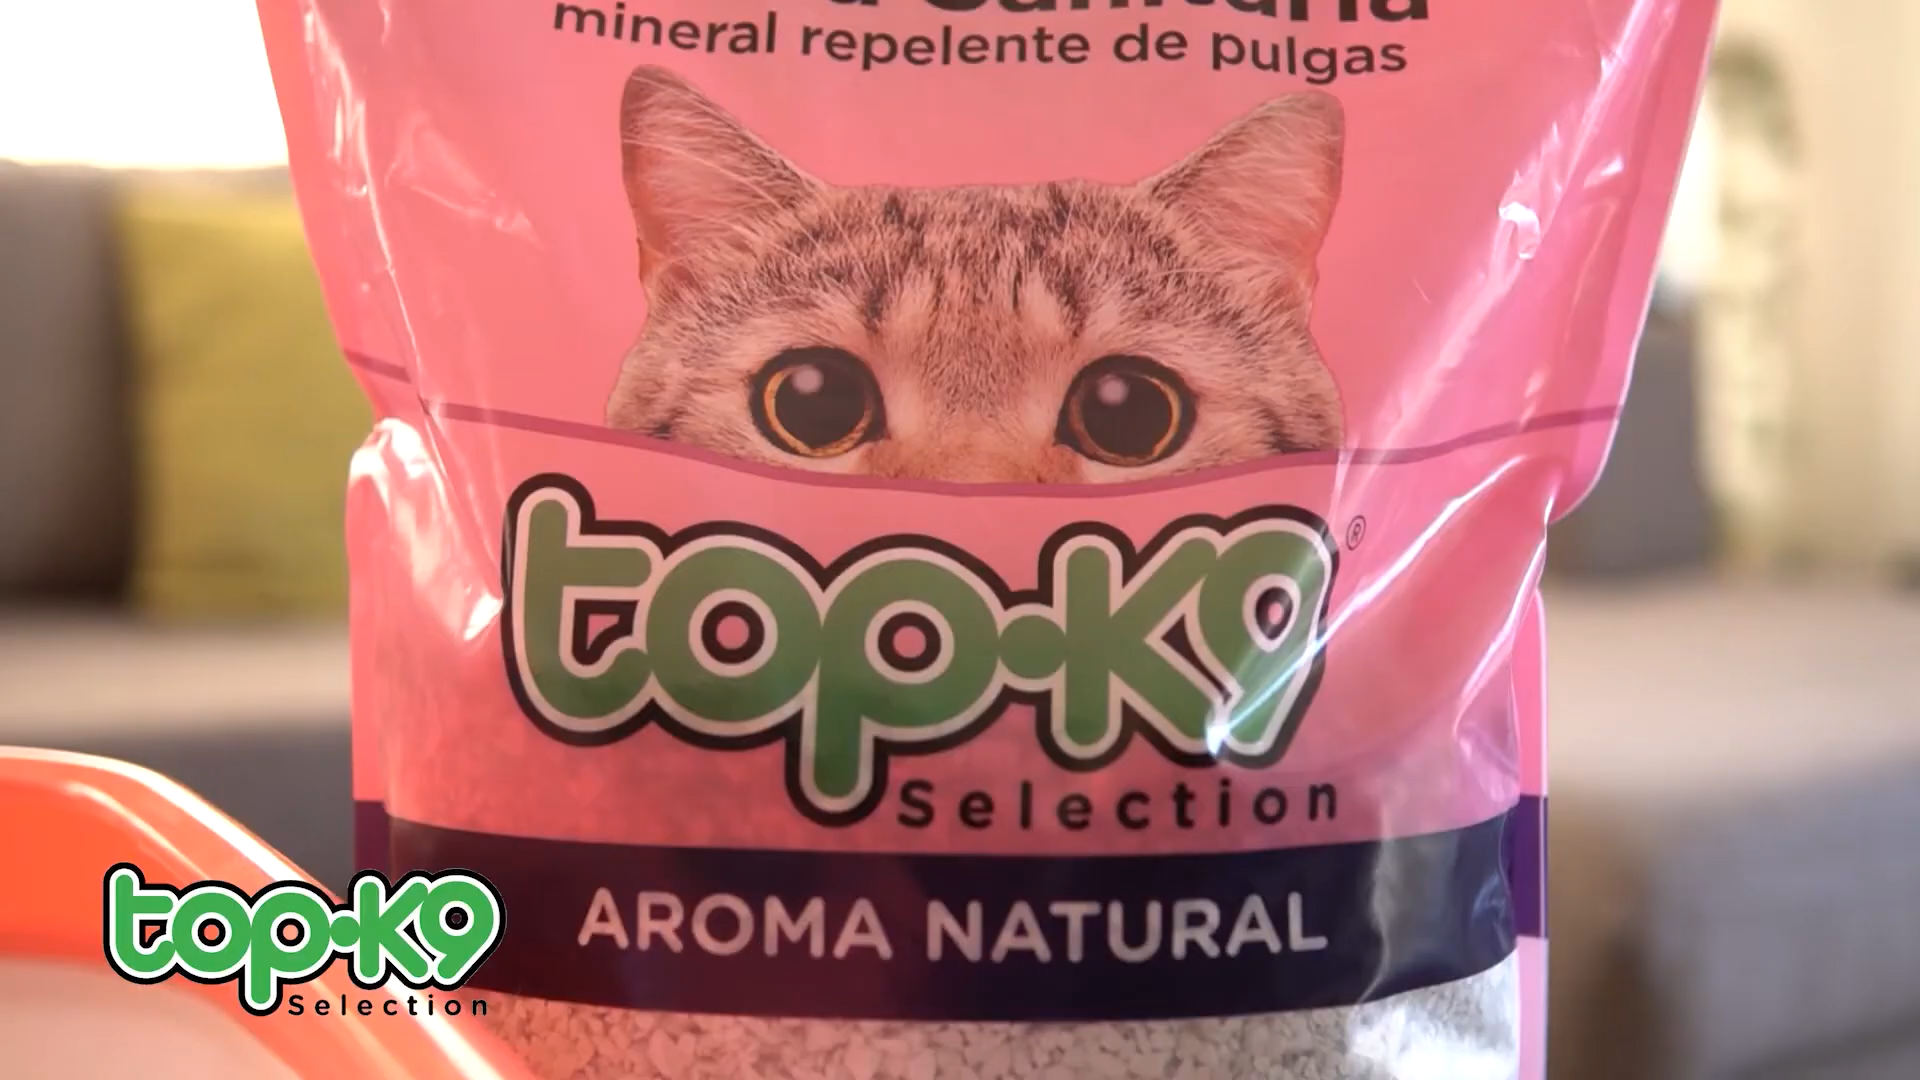 mineral repelente de pulgas
top·K9
®
Selection
AROMA NATURAL
top·K9
Selection